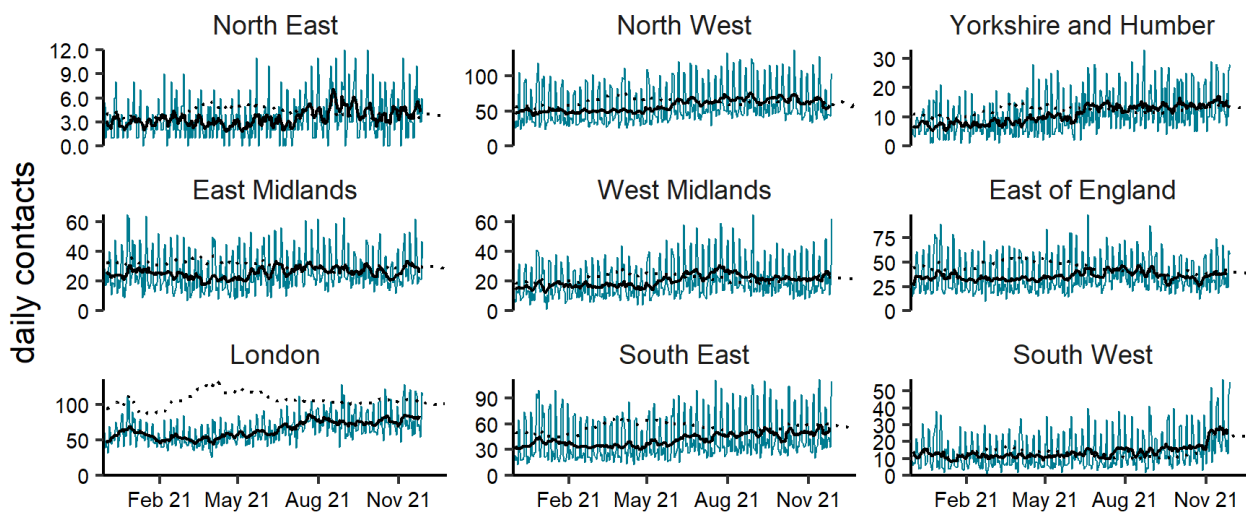 North East
North West
Yorkshire and Humber
12.0
9.0
6.0
3.0
0.0
100
50
0
30
20
10
0
East Midlands
West Midlands
East of England
60
40
20
0
60
40
20
0
75
50
25
0
London
South East
South West
100
50
0
90
60
30
0
50
40
30
20
10
0
Feb 21 May 21 Aug 21 Nov 21
Feb 21 May 21 Aug 21 Nov 21
Feb 21 May 21 Aug 21 Nov 21
daily contacts